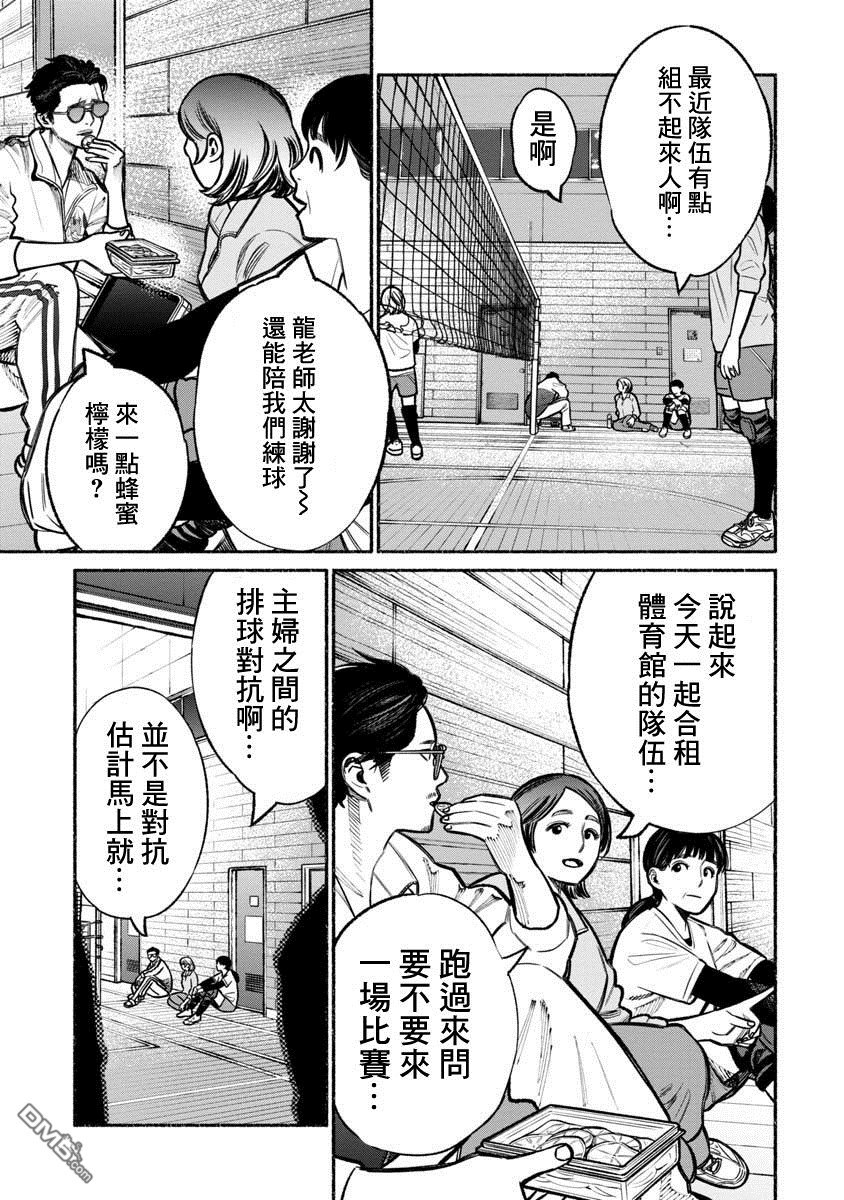 最近隊伍有點
組不起來人啊…
是啊
龍老師太謝謝了~
還能陪我們練球
來一點蜂蜜
檸檬嗎?
說起來
今天一起合租
體育館的隊伍…
跑過來問
要不要來
一場比賽…
主婦之間的
排球對抗啊…
並不是對抗
估計馬上就…
DM5.com